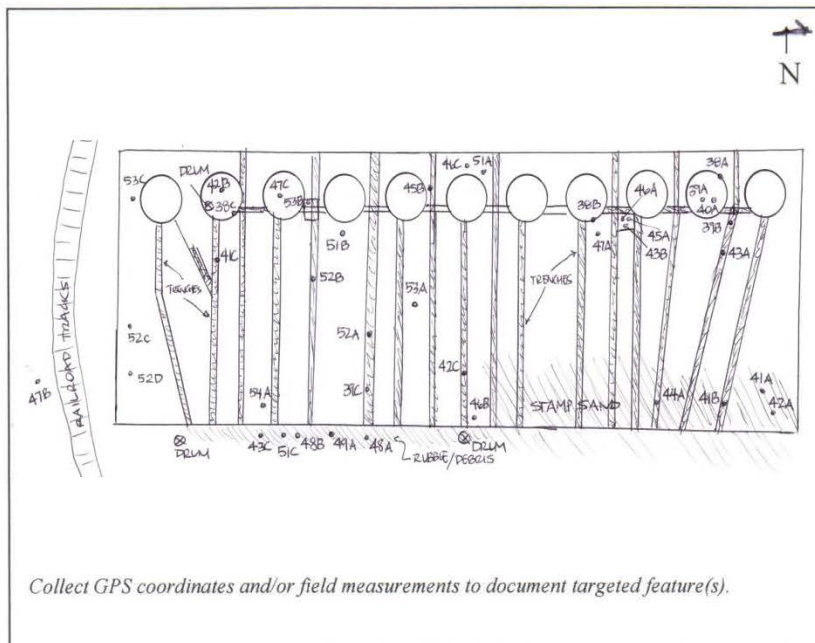 N
53C
DRUM
42B
38C
47C
53B
51B
45B
46C
51A
38B
46A
47A
45A
43B
38A
39A
40A
39B
43A
41C
TRENCHES
52B
53A
TRENCHES
RAILROAD TRACKS
47B
52C
52D
52A
39C
42C
54A
46B
STAMP SAND
44A
41B
41A
42A
DRUM
43C
51C
48B
49A
48A
RUBBLE/DEBRIS
DRUM
Collect GPS coordinates and/or field measurements to document targeted feature(s).